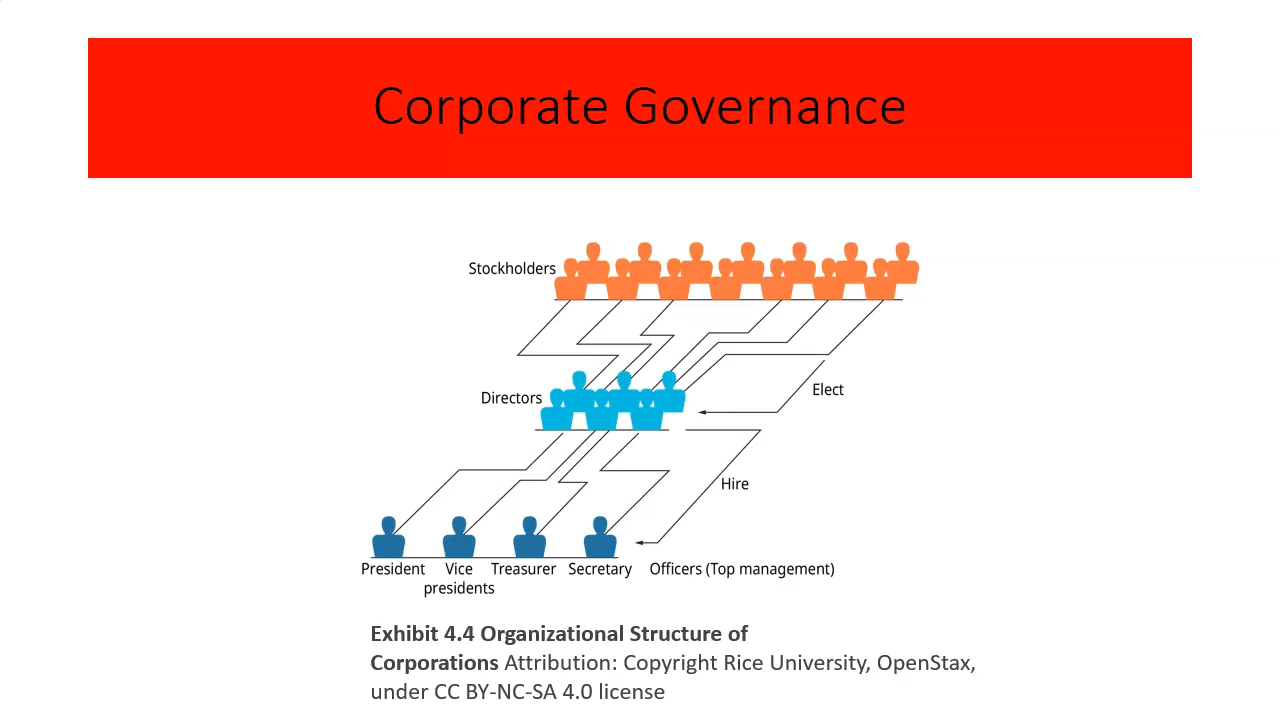 Corporate Governance
Stockholders
Directors
Elect
Hire
President
Vice
presidents
Treasurer
Secretary
Officers (Top management)
Exhibit 4.4 Organizational Structure of
Corporations Attribution: Copyright Rice University, OpenStax,
under CC BY-NC-SA 4.0 license